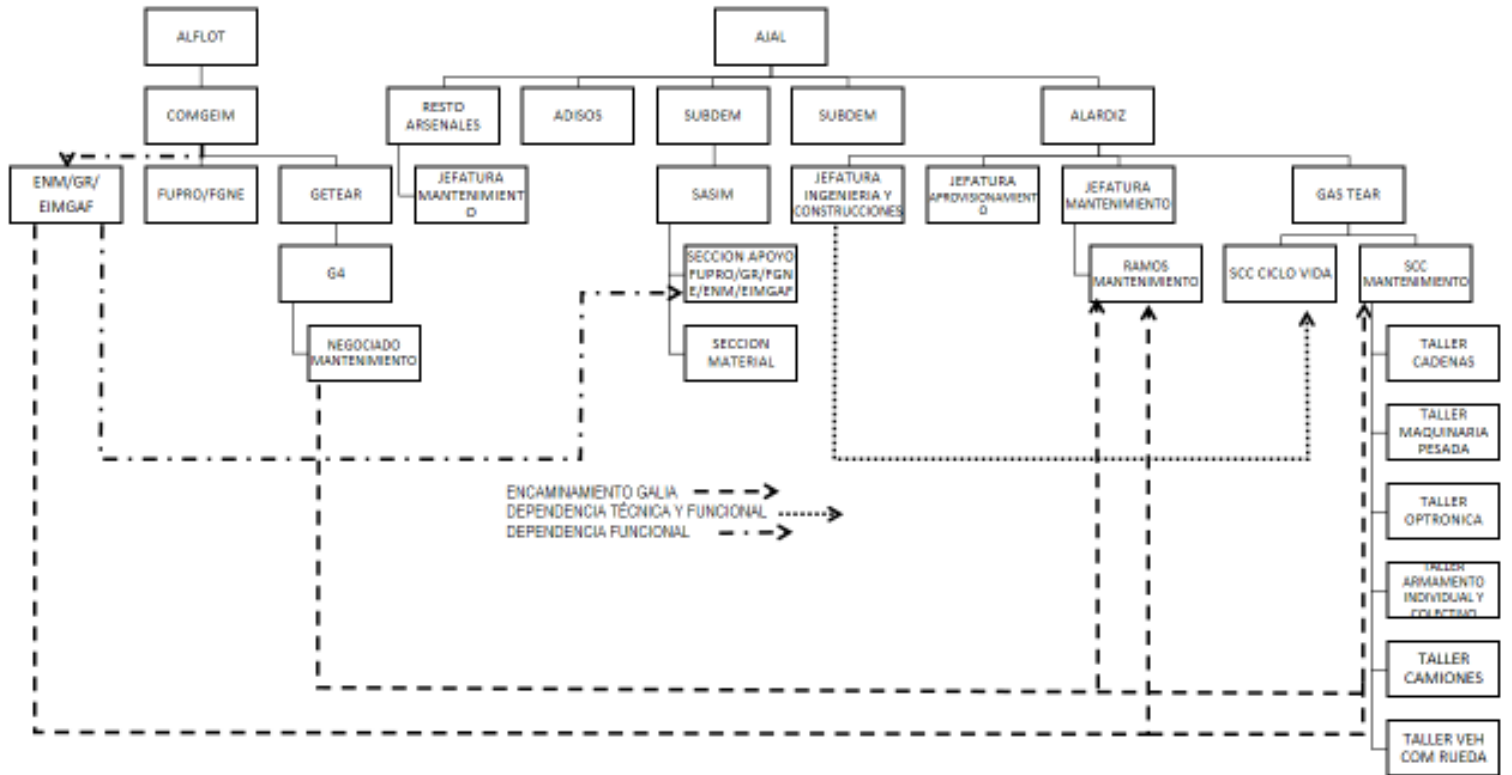 ALFLOT
AJAL
COMGEIM
RESTO
ARSENALES
ADISOS
SUBDEM
SUBDEM
ALARDIZ
ENM/GR/
EIMGAF
FUPRO/FGNE
GETEAR
JEFATURA
MANTENIMIENT
O
SASIM
JEFATURA
INGENIERIA Y
CONSTRUCCIONES
JEFATURA
APROVISIONAMIENT
O
JEFATURA
MANTENIMIENTO
GAS TEAR
G4
SECCION APOYO
FUPRO/GR/FGN
E/ENM/EIMGAF
RAMOS
MANTENIMIENTO
SCC CICLO VIDA
SCC
MANTENIMIENTO
NEGOCIADO
MANTENIMIENTO
SECCION
MATERIAL
TALLER
CADENAS
TALLER
MAQUINARIA
PESADA
ENCAMINAMIENTO GALIA
DEPENDENCIA TÉCNICA Y FUNCIONAL
DEPENDENCIA FUNCIONAL
TALLER
OPTRONICA
TALLER
ARMAMENTO
INDIVIDUAL Y
COLECTIVO
TALLER
CAMIONES
TALLER VEH
COM RUEDA